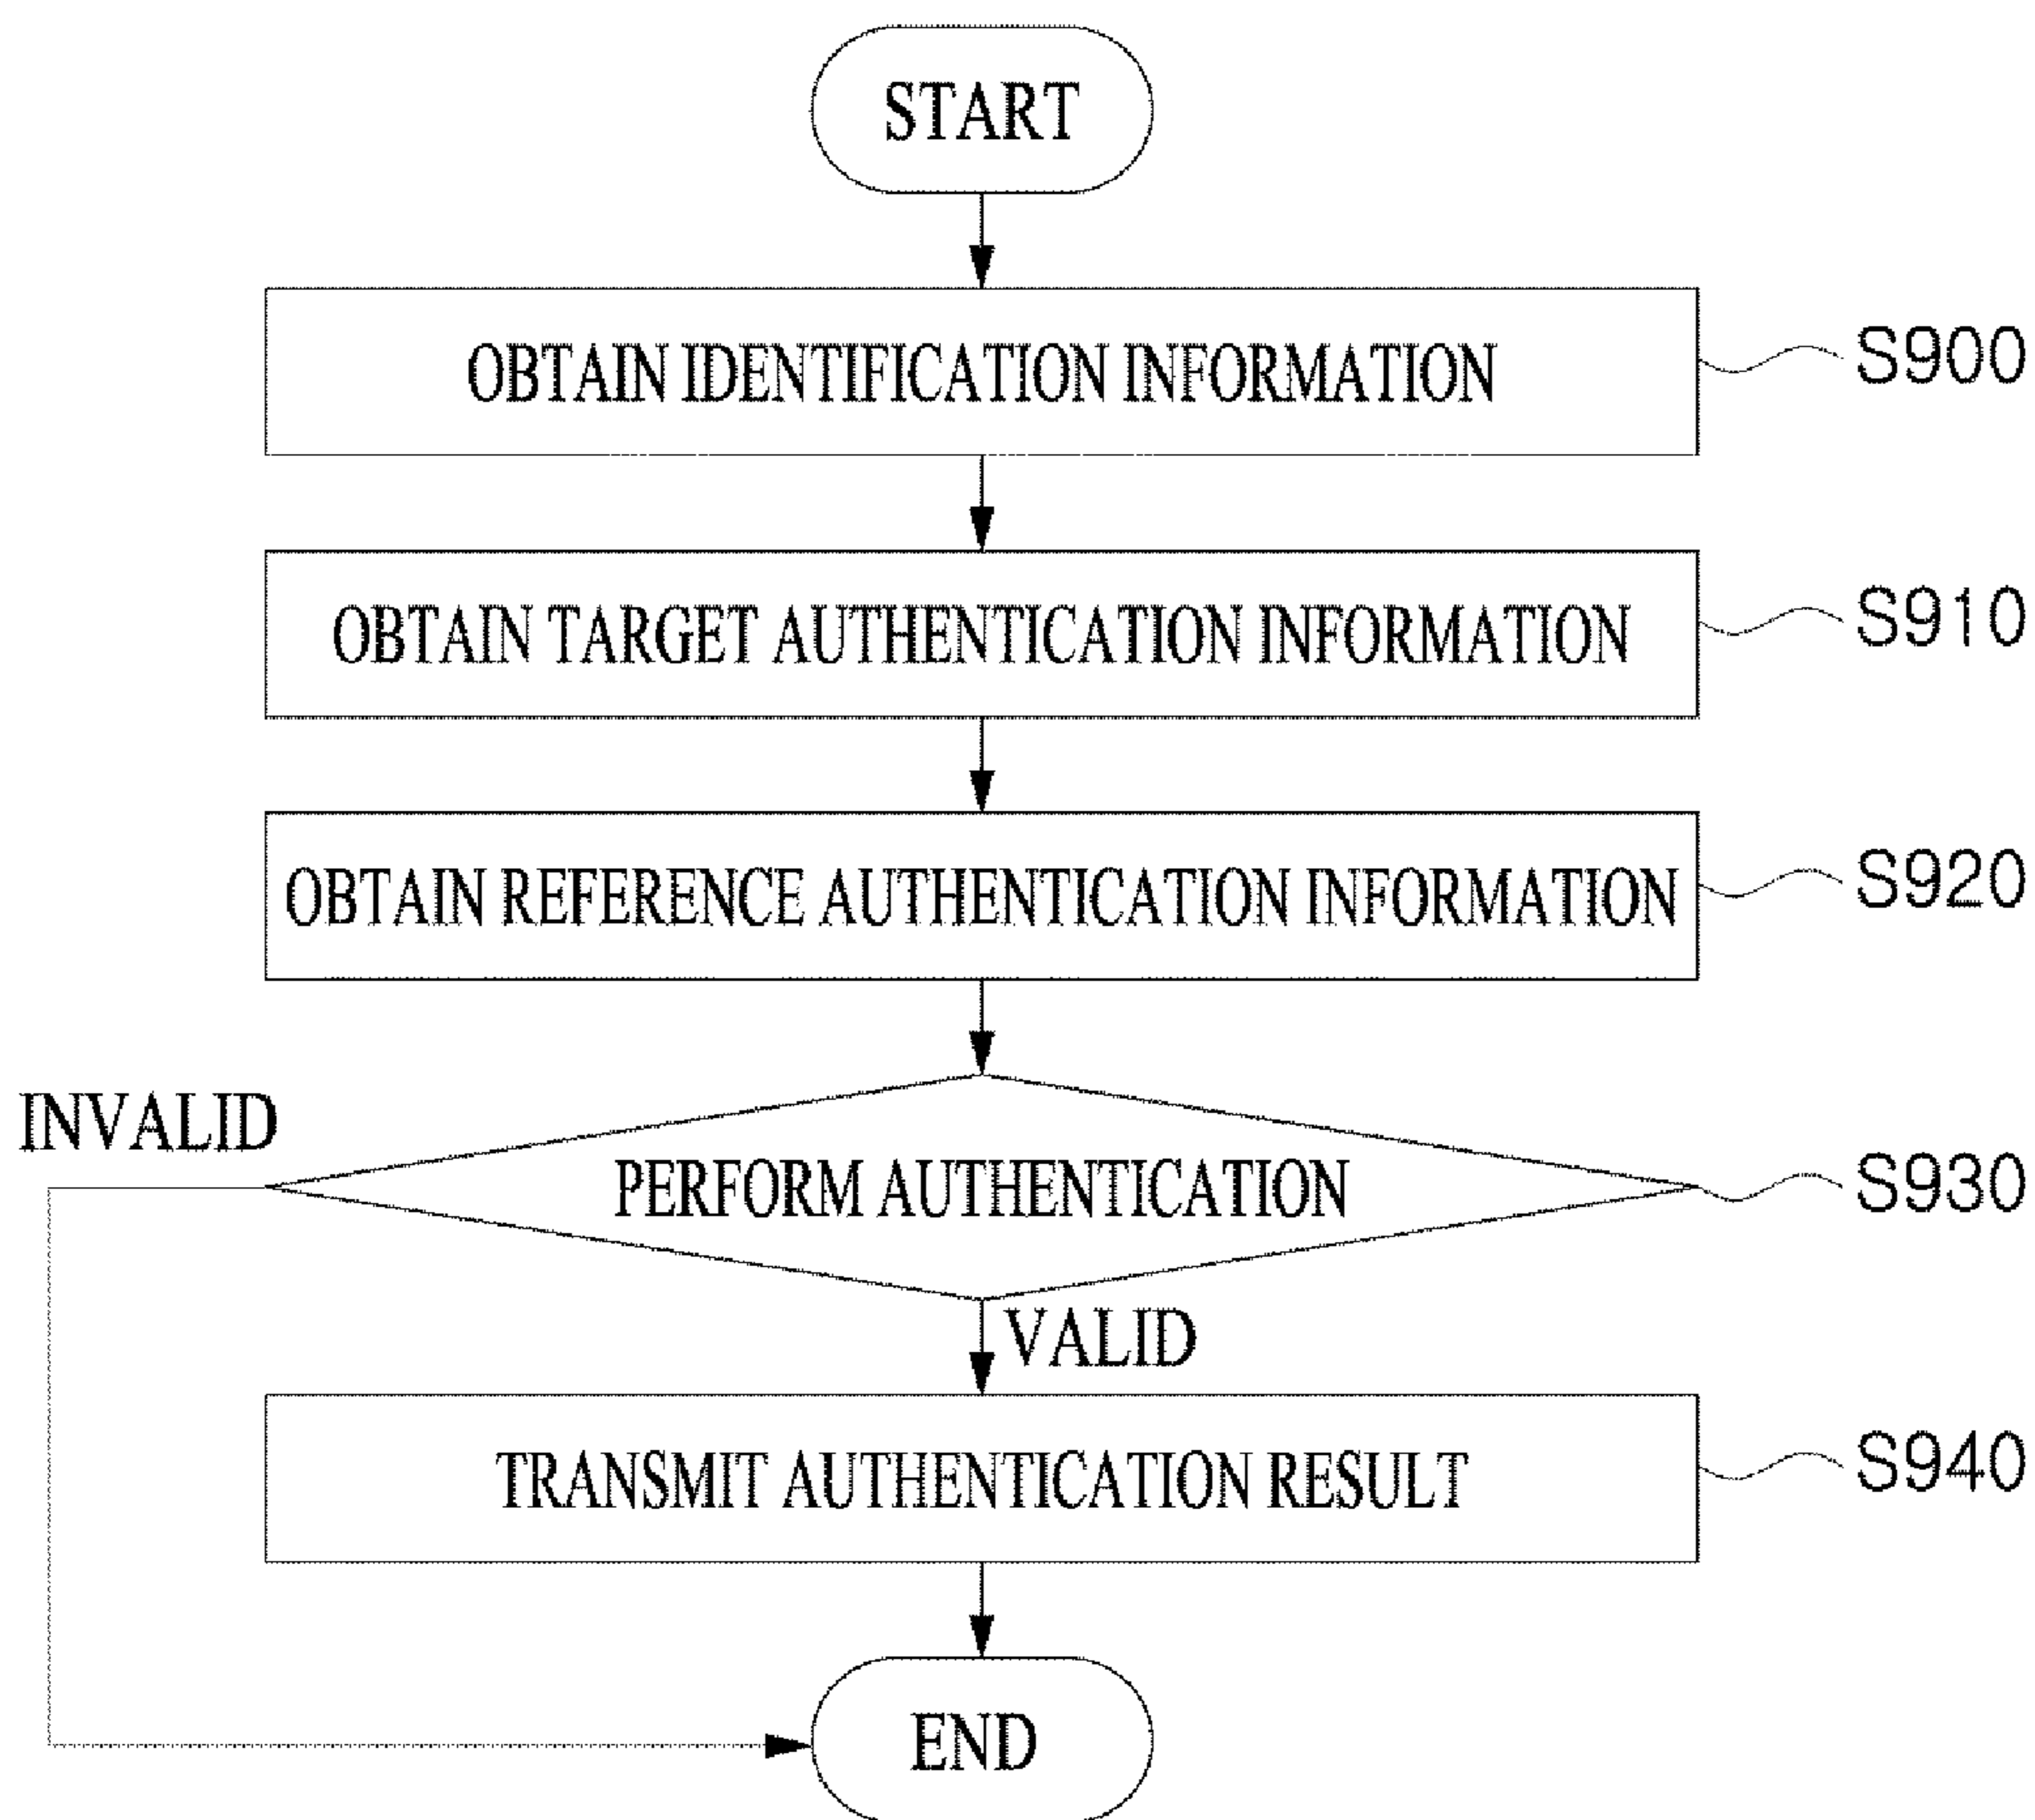 START
OBTAIN IDENTIFICATION INFORMATION
S900
OBTAIN TARGET AUTHENTICATION INFORMATION
S910
OBTAIN REFERENCE AUTHENTICATION INFORMATION
S920
INVALID
PERFORM AUTHENTICATION
S930
VALID
TRANSMIT AUTHENTICATION RESULT
S940
END